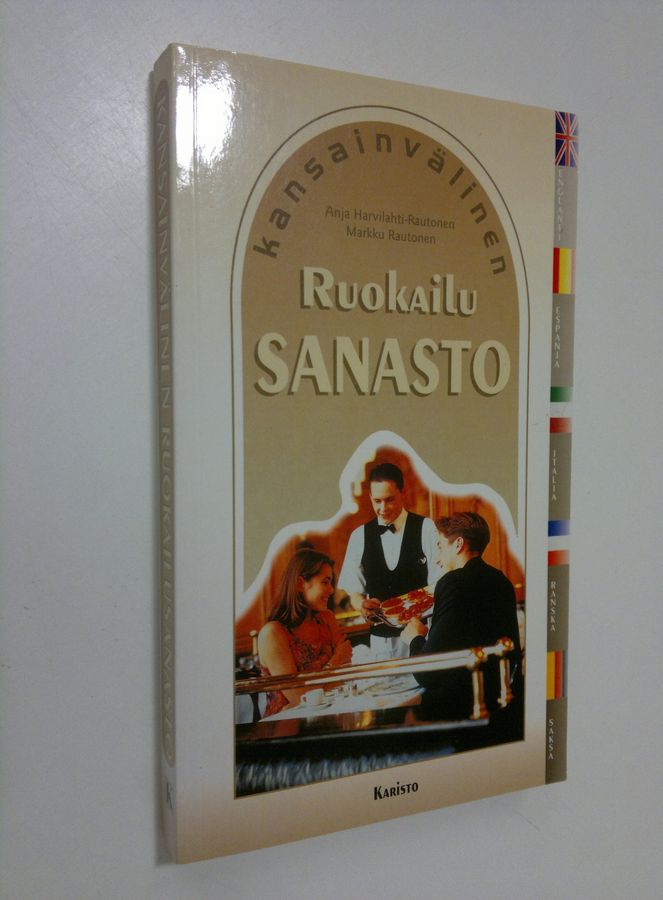 kansainvälinen
Anja Harvilahti-Rautonen
Markku Rautonen
RUOKAILU
SANASTO
KARISTO
ENGLANTI
ESPANJA
ITALIA
RANSKA
SAKSA
KANSAINVÄLINEN RUOKAILUSANASTO
K